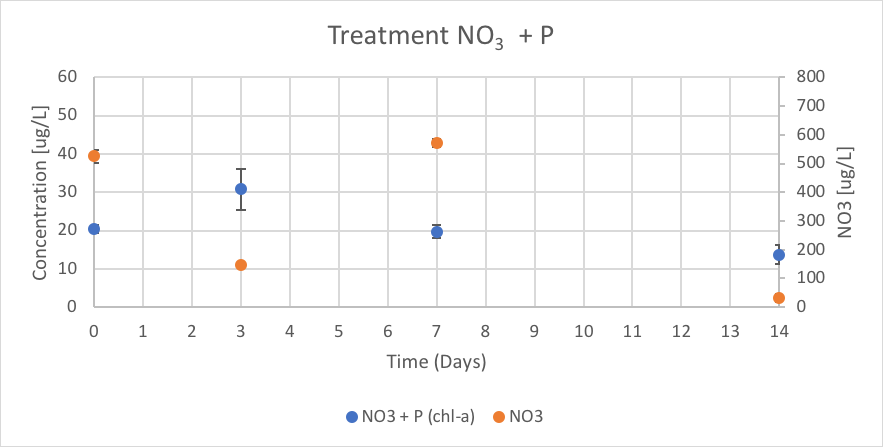 Treatment NO₃ + P
Concentration [ug/L]
60
50
40
30
20
10
0
800
700
600
500
400
300
200
100
0
NO3 [ug/L]
0 1 2 3 4 5 6 7 8 9 10 11 12 13 14
Time (Days)
NO3 + P (chl-a) NO3